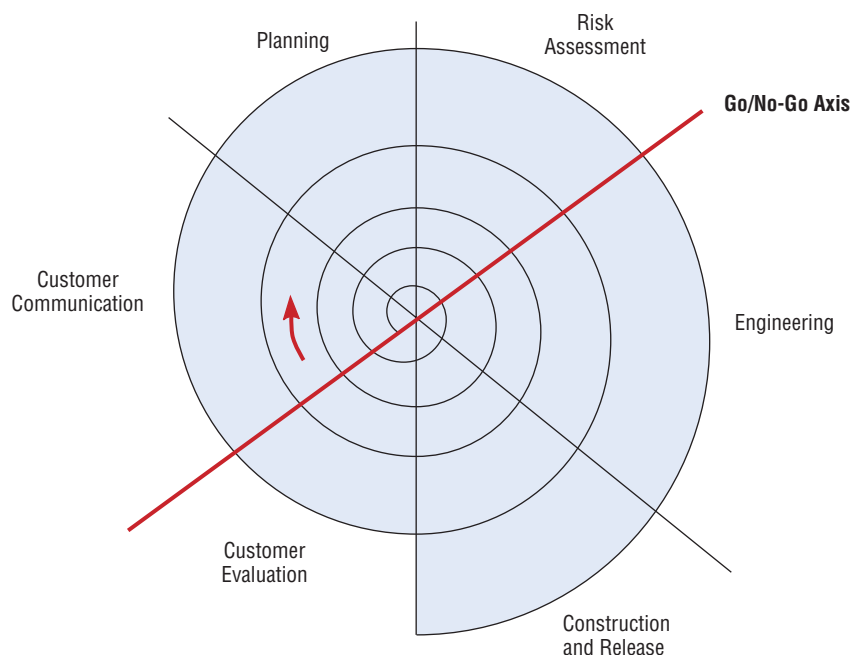 Planning
Risk
Assessment
Go/No-Go Axis
Customer
Communication
Engineering
Customer
Evaluation
Construction
and Release